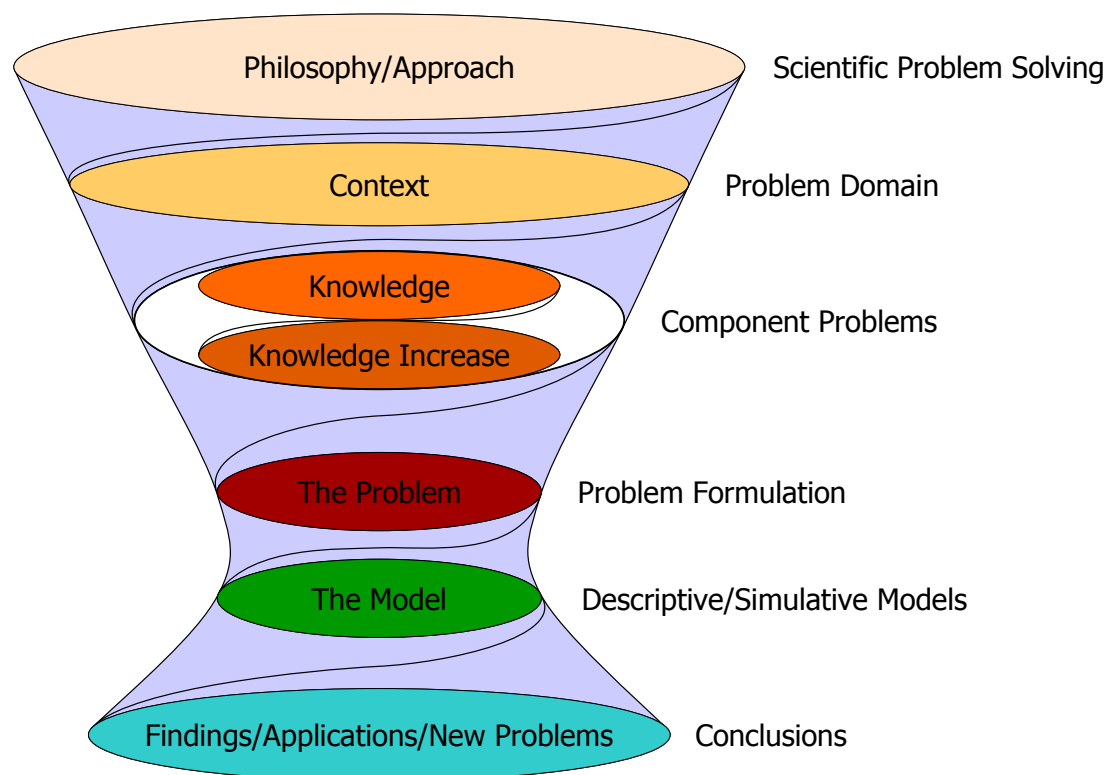 Philosophy/Approach
Scientific Problem Solving
Context
Problem Domain
Knowledge
Component Problems
Knowledge Increase
The Problem
Problem Formulation
The Model
Descriptive/Simulative Models
Findings/Applications/New Problems
Conclusions